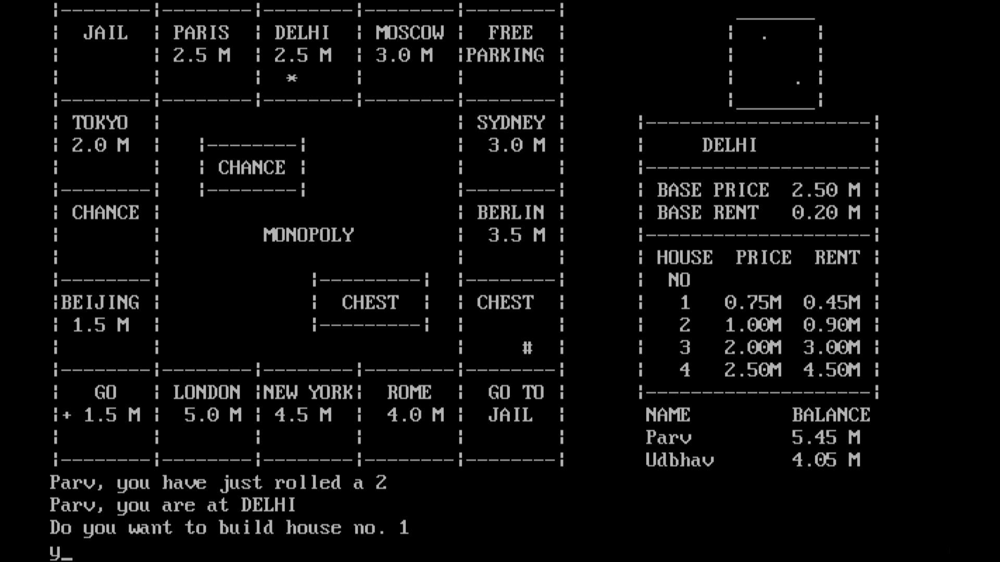 JAIL PARIS DELHI MOSCOW FREE
2.5 M 2.5 M 3.0 M PARKING
*
TOKYO SYDNEY
2.0 M 3.0 M
CHANCE
CHANCE BERLIN
MONOPOLY 3.5 M
BEIJING CHEST CHEST
1.5 M
#
GO LONDON NEW YORK ROME GO TO
+ 1.5 M 5.0 M 4.5 M 4.0 M JAIL
DELHI
BASE PRICE 2.50 M
BASE RENT 0.20 M
HOUSE PRICE RENT
NO
1 0.75M 0.45M
2 1.00M 0.90M
3 2.00M 3.00M
4 2.50M 4.50M
NAME BALANCE
Parv 5.45 M
Udbhav 4.05 M
Parv, you have just rolled a 2
Parv, you are at DELHI
Do you want to build house no. 1
y_